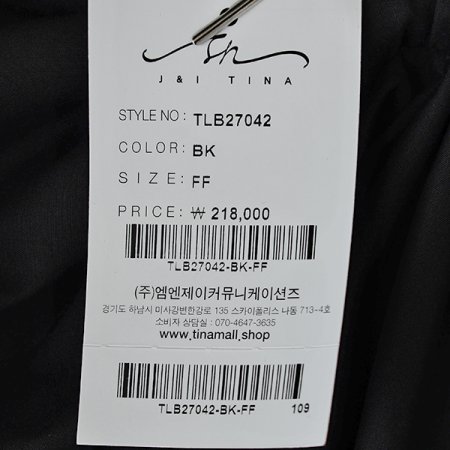 J&I TINA
STYLE NO : TLB27042
COLOR: BK
SIZE: FF
PRICE: ₩ 218,000
TLB27042-BK-FF
(주)엠엔제이커뮤니케이션즈
경기도 하남시 미사강변한강로 135 스카이폴리스 나동 713-4호
소비자 상담실 : 070-4647-3635
www.tinamall.shop
TLB27042-BK-FF 109